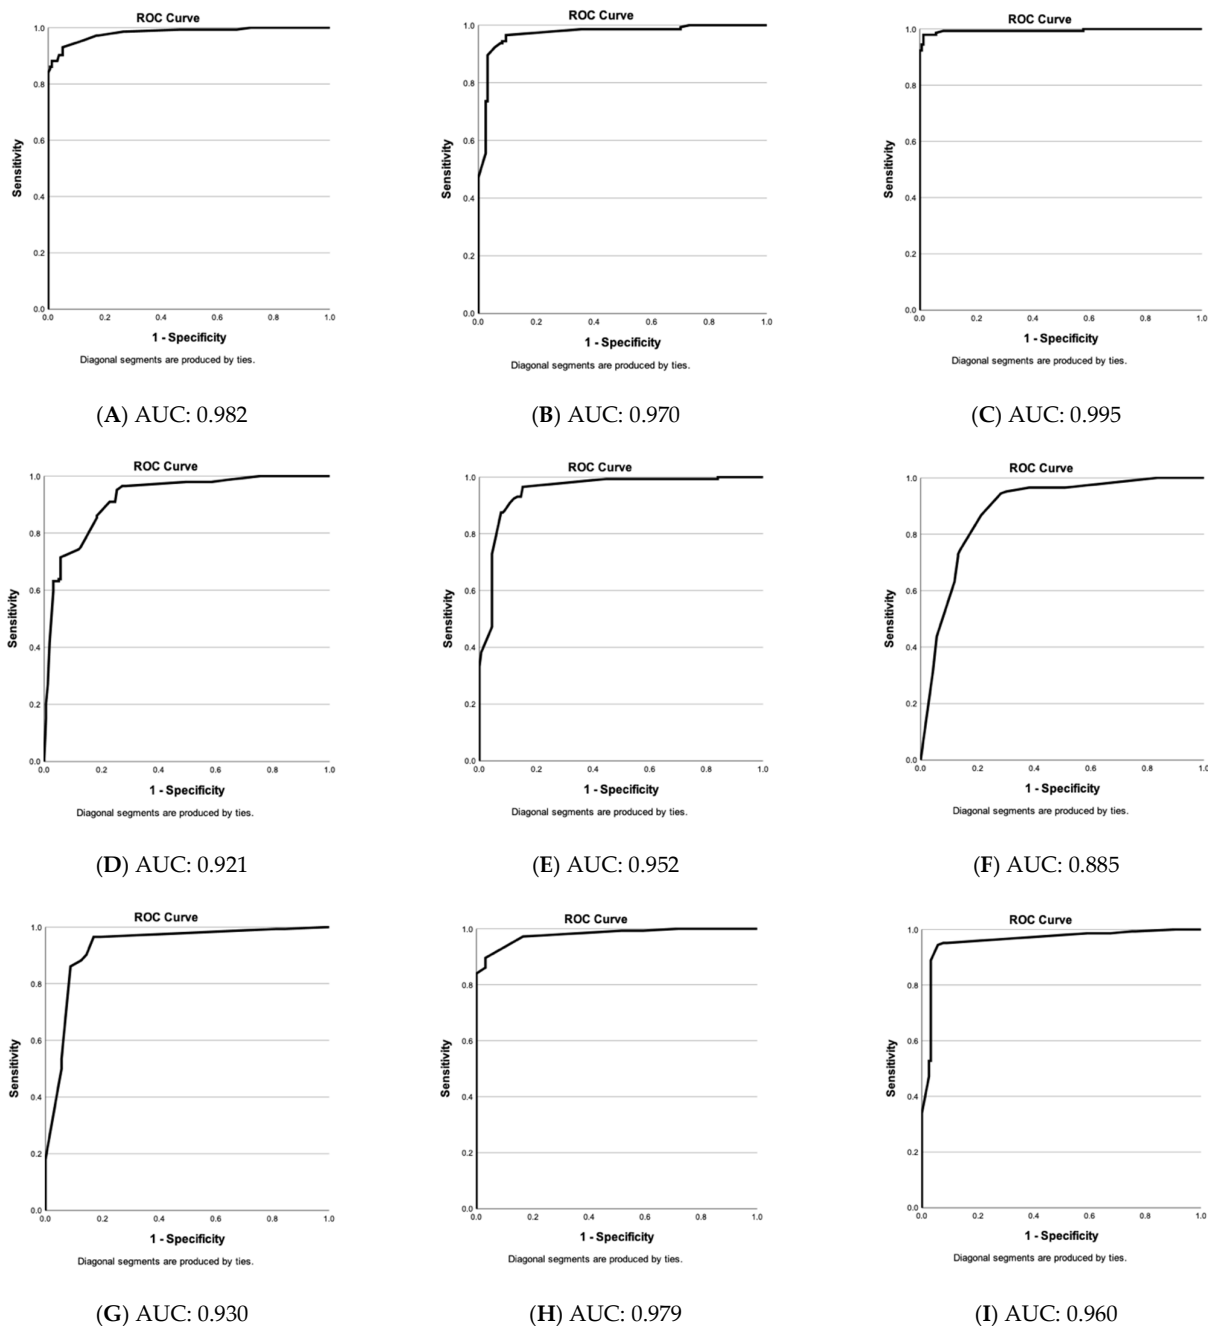 ROC Curve
1.0
0.8
0.6
0.4
0.2
0.0
Sensitivity
0.0 0.2 0.4 0.6 0.8 1.0
1 - Specificity
Diagonal segments are produced by ties.
(A) AUC: 0.982
ROC Curve
1.0
0.8
0.6
0.4
0.2
0.0
Sensitivity
0.0 0.2 0.4 0.6 0.8 1.0
1 - Specificity
Diagonal segments are produced by ties.
(B) AUC: 0.970
ROC Curve
1.0
0.8
0.6
0.4
0.2
0.0
Sensitivity
0.0 0.2 0.4 0.6 0.8 1.0
1 - Specificity
Diagonal segments are produced by ties.
(C) AUC: 0.995
ROC Curve
1.0
0.8
0.6
0.4
0.2
0.0
Sensitivity
0.0 0.2 0.4 0.6 0.8 1.0
1 - Specificity
Diagonal segments are produced by ties.
(D) AUC: 0.921
ROC Curve
1.0
0.8
0.6
0.4
0.2
0.0
Sensitivity
0.0 0.2 0.4 0.6 0.8 1.0
1 - Specificity
Diagonal segments are produced by ties.
(E) AUC: 0.952
ROC Curve
1.0
0.8
0.6
0.4
0.2
0.0
Sensitivity
0.0 0.2 0.4 0.6 0.8 1.0
1 - Specificity
Diagonal segments are produced by ties.
(F) AUC: 0.885
ROC Curve
1.0
0.8
0.6
0.4
0.2
0.0
Sensitivity
0.0 0.2 0.4 0.6 0.8 1.0
1 - Specificity
Diagonal segments are produced by ties.
(G) AUC: 0.930
ROC Curve
1.0
0.8
0.6
0.4
0.2
0.0
Sensitivity
0.0 0.2 0.4 0.6 0.8 1.0
1 - Specificity
Diagonal segments are produced by ties.
(H) AUC: 0.979
ROC Curve
1.0
0.8
0.6
0.4
0.2
0.0
Sensitivity
0.0 0.2 0.4 0.6 0.8 1.0
1 - Specificity
Diagonal segments are produced by ties.
(I) AUC: 0.960